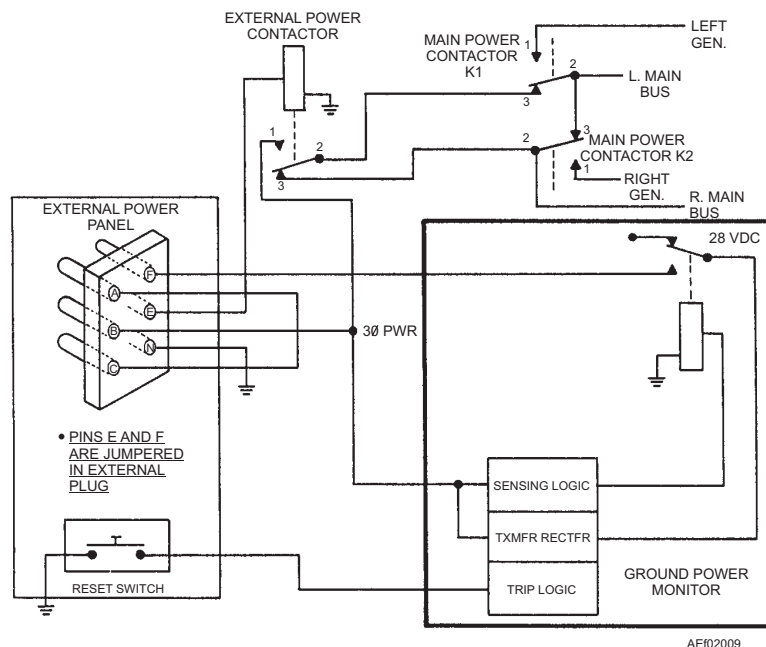 EXTERNAL POWER
CONTACTOR
1
2
3
MAIN POWER
CONTACTOR
K1
1
2
3
LEFT
GEN.
L. MAIN
BUS
2
3
MAIN POWER
CONTACTOR K2
1
RIGHT
GEN.
R. MAIN
BUS
EXTERNAL POWER
PANEL
F
A
E
B
N
C
3Ø PWR
28 VDC
• PINS E AND F
ARE JUMPERED
IN EXTERNAL
PLUG
RESET SWITCH
SENSING LOGIC
TXMFR RECTFR
TRIP LOGIC
GROUND POWER
MONITOR
AEf02009